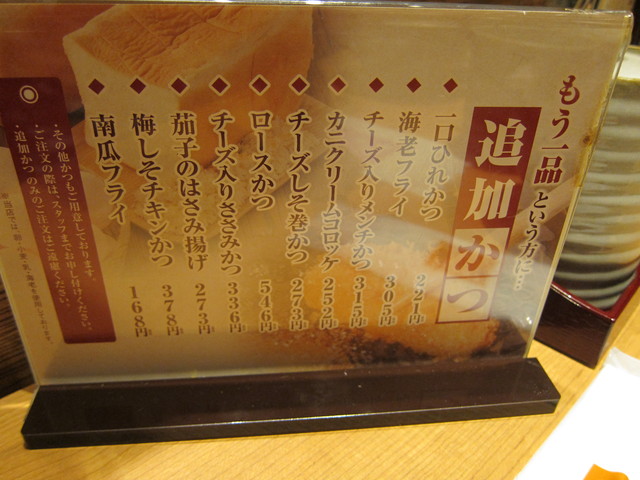 もう一品という方に…
追加かつ
一口ひれかつ 221円
海老フライ 305円
チーズ入りメンチかつ 315円
カニクリームコロッケ 252円
チーズしそ巻かつ 273円
ロースかつ 546円
チーズ入りささみかつ 336円
茄子のはさみ揚げ 273円
梅しそチキンかつ 378円
南瓜フライ 168円
・その他かつもご用意しております。
・ご注文の際は、スタッフまでお申し付けください。
・追加かつのみのご注文はご遠慮ください。